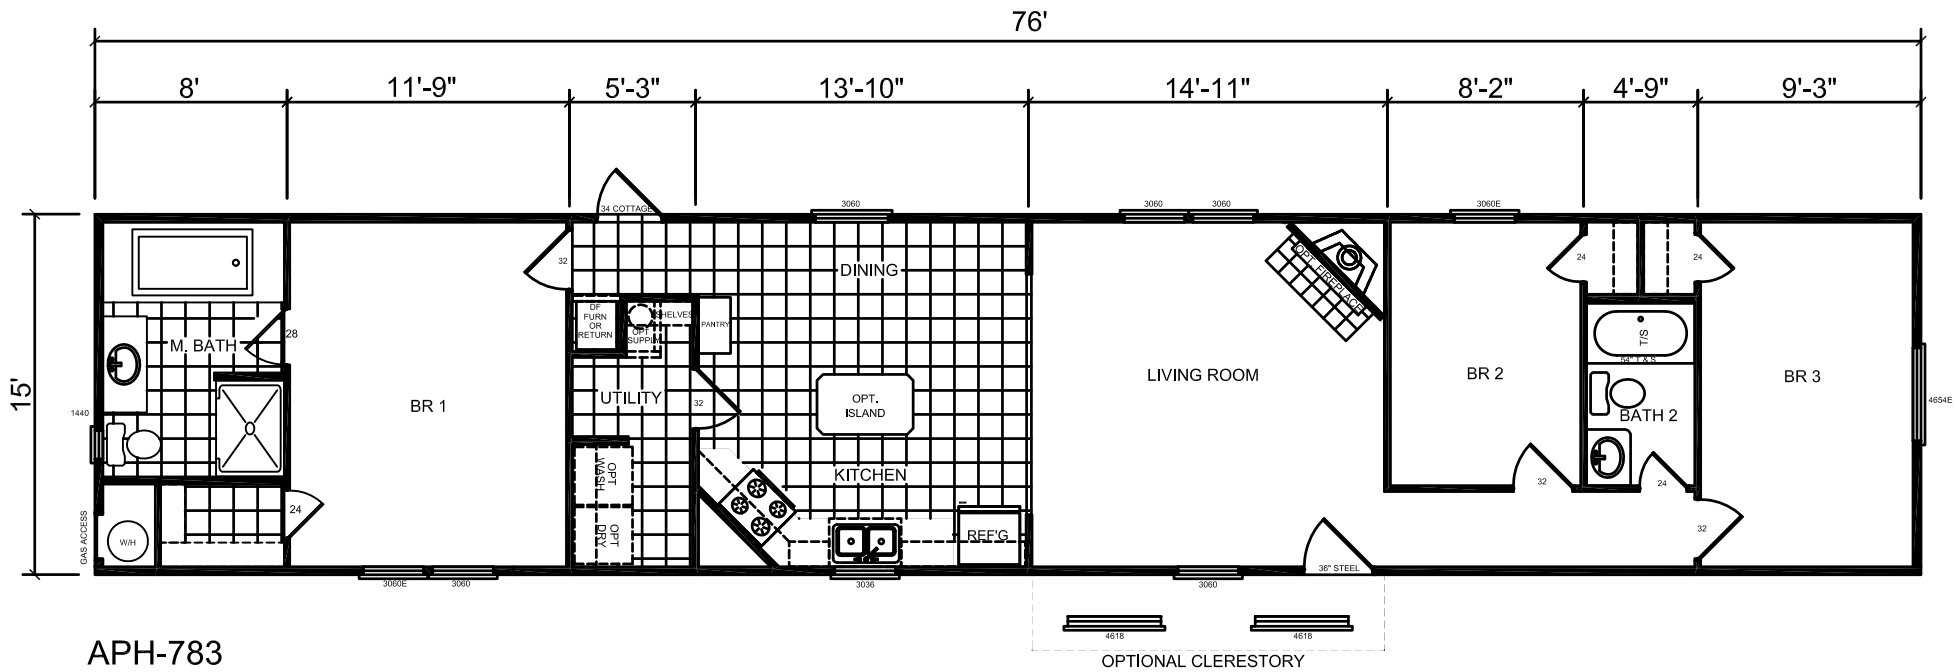 76'
8' 11'-9" 5'-3" 13'-10" 14'-11" 8'-2" 4'-9" 9'-3"
34 COTTAGE 3060 3060 3060 3060E
32 DINING 24 24
OPT. FIREPLACE
DF
FURN
OR
RETURN
SHELVES
OPT
SUPPLY
PANTRY
28
M. BATH
T/S
54" T & S
15'
BR 1
UTILITY
32
OPT.
ISLAND
LIVING ROOM
BR 2
BR 3
4654E
1440
BATH 2
KITCHEN
OPT
WASH
OPT
DRY
24
32
24
32
GAS ACCESS
W/H
REF'G
36" STEEL
3060E 3060 3036 3060
4618 4618
APH-783
OPTIONAL CLERESTORY